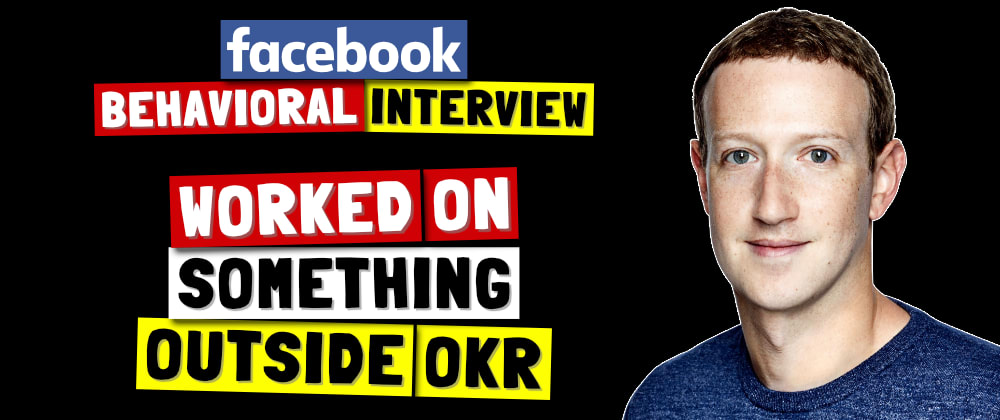 facebook
BEHAVIORAL INTERVIEW
WORKED ON
SOMETHING
OUTSIDE OKR